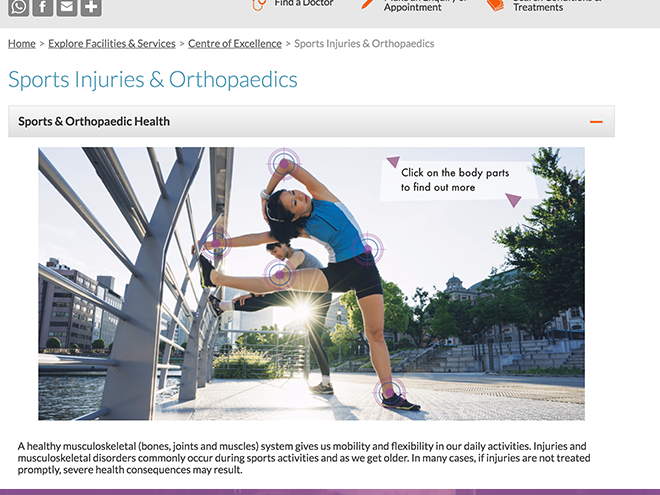 Find a Doctor
Appointment
Treatments
Home > Explore Facilities & Services > Centre of Excellence > Sports Injuries & Orthopaedics
Sports Injuries & Orthopaedics
Sports & Orthopaedic Health
Click on the body parts
to find out more
A healthy musculoskeletal (bones, joints and muscles) system gives us mobility and flexibility in our daily activities. Injuries and
musculoskeletal disorders commonly occur during sports activities and as we get older. In many cases, if injuries are not treated
promptly, severe health consequences may result.